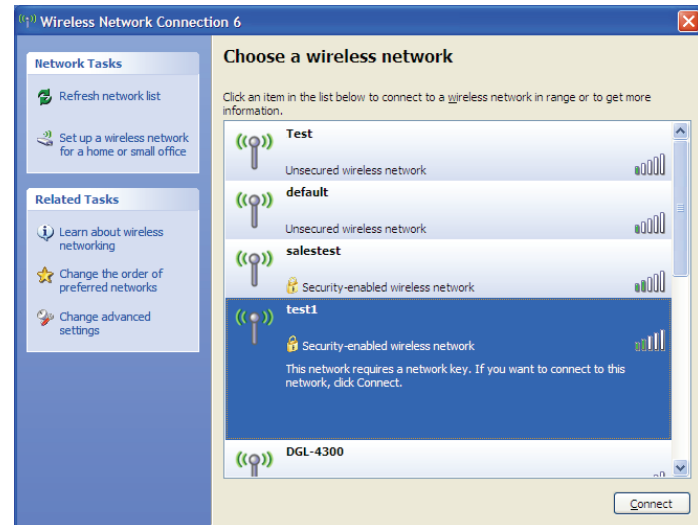 Wireless Network Connection 6
Network Tasks
Refresh network list
Set up a wireless network
for a home or small office
Related Tasks
Learn about wireless
networking
Change the order of
preferred networks
Change advanced
settings
Choose a wireless network
Click an item in the list below to connect to a wireless network in range or to get more
information.
Test
Unsecured wireless network
default
Unsecured wireless network
salestest
Security-enabled wireless network
test1
Security-enabled wireless network
This network requires a network key. If you want to connect to this
network, click Connect.
DGL-4300
Connect